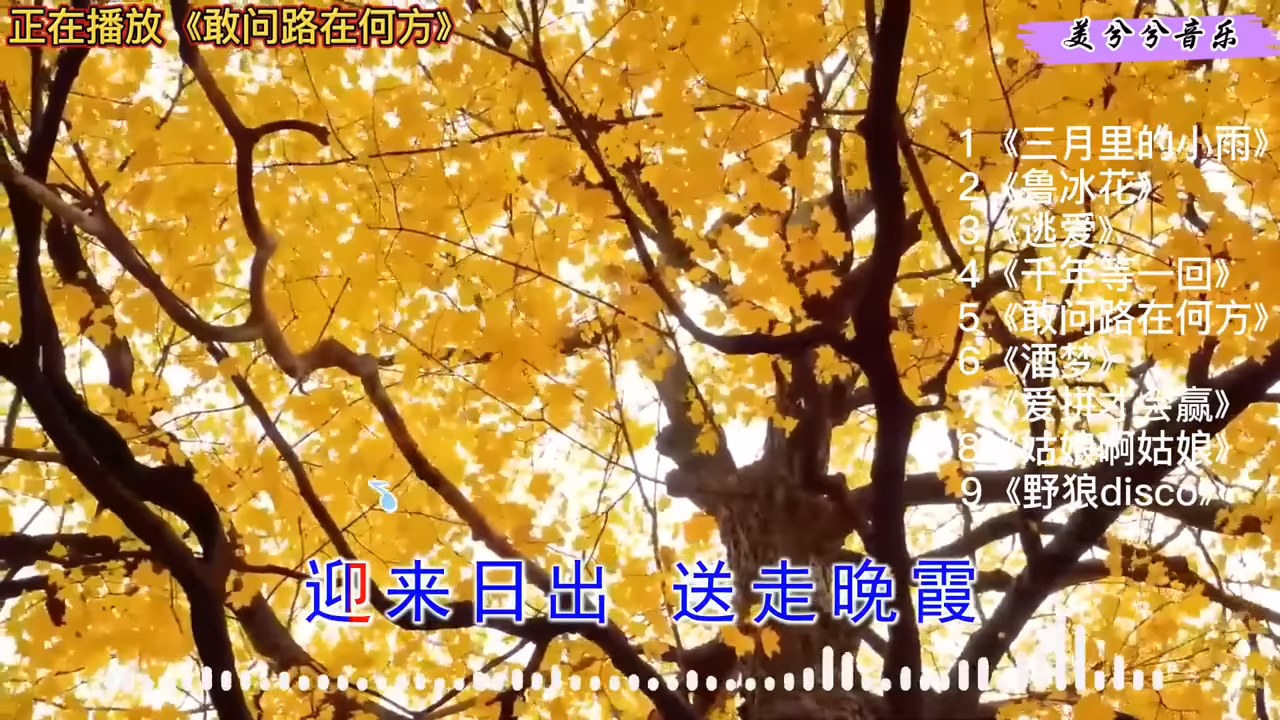 正在播放《敢问路在何方》
美兮兮音乐
1《三月里的小雨》
2《鲁冰花》
3《逃爱》
4《千年等一回》
5《敢问路在何方》
6《酒梦》
7《爱拼才会赢》
8《姑娘啊姑娘》
9《野狼disco》
迎来日出 送走晚霞